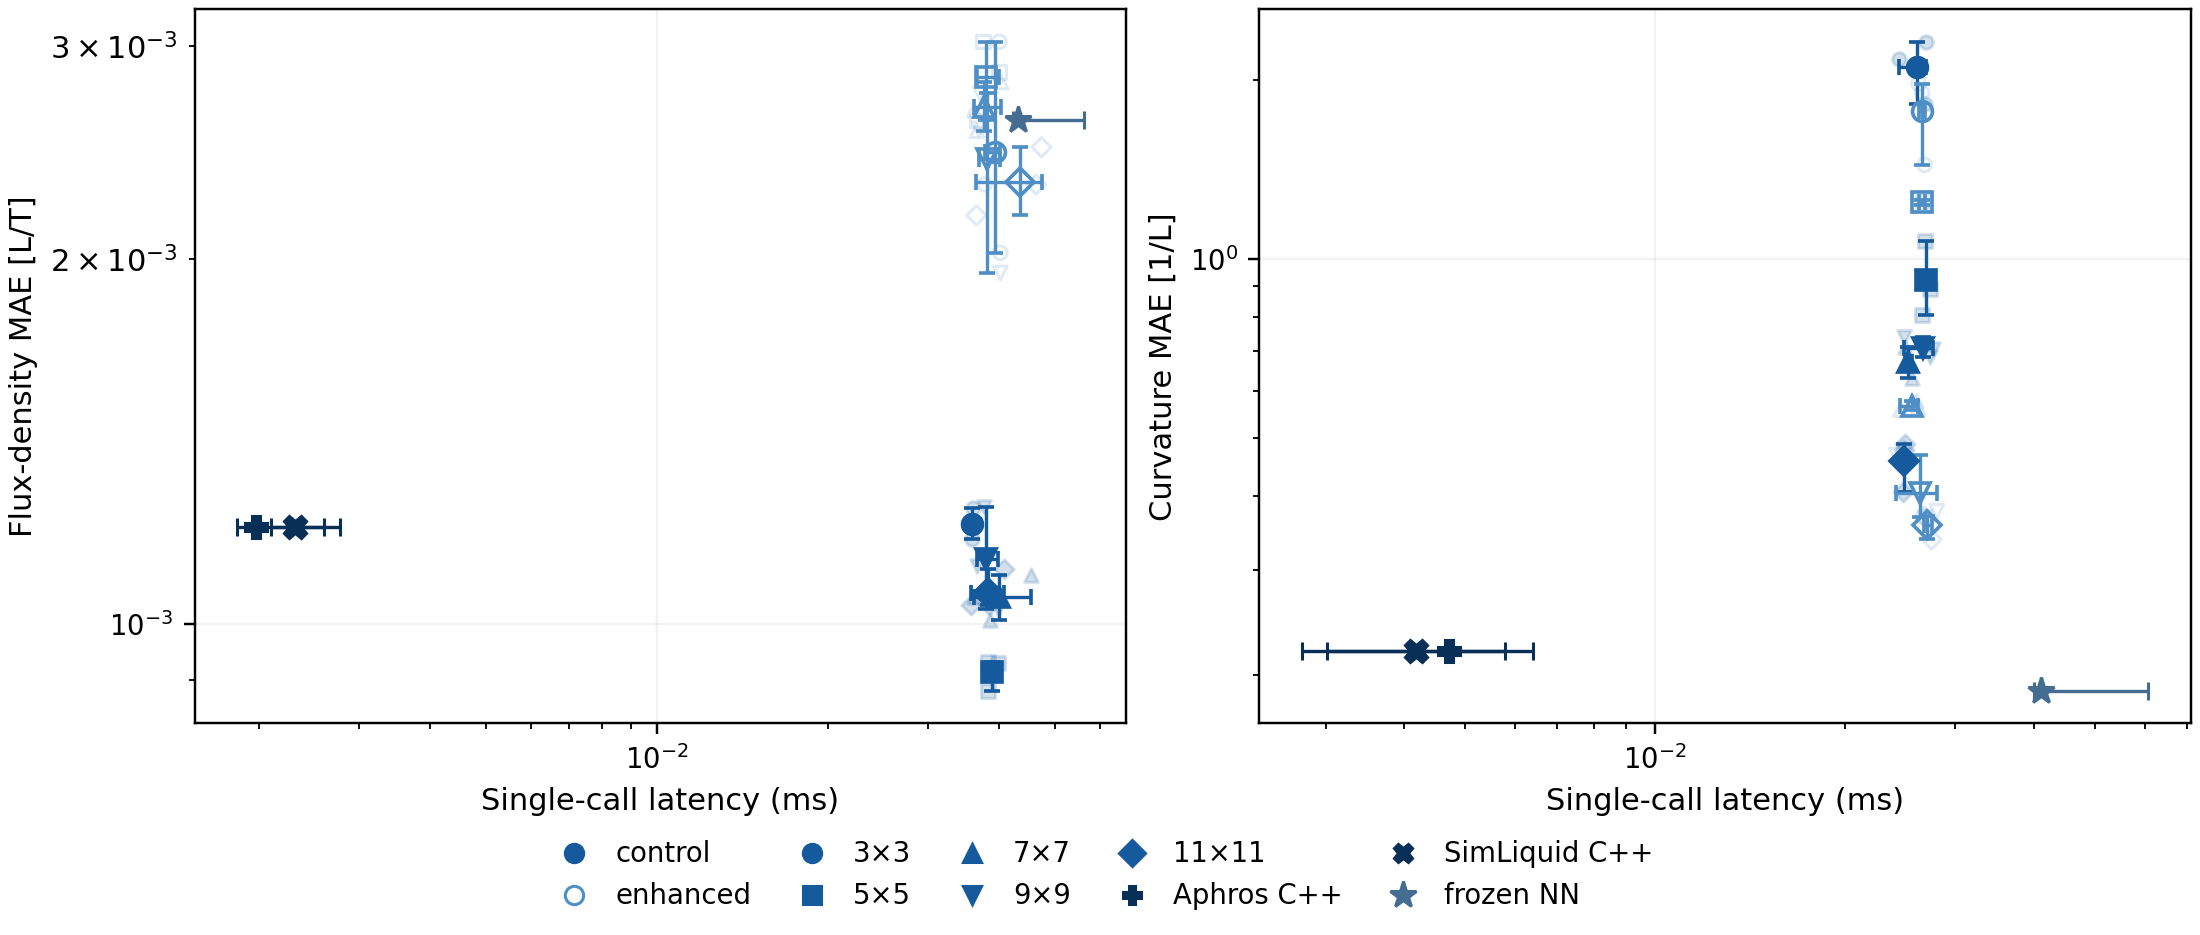 3 × 10⁻³
2 × 10⁻³
10⁻³
Flux-density MAE [L/T]
10⁻²
Single-call latency (ms)
10⁰
Curvature MAE [1/L]
10⁻²
Single-call latency (ms)
control
3×3
7×7
11×11
SimLiquid C++
enhanced
5×5
9×9
Aphros C++
frozen NN